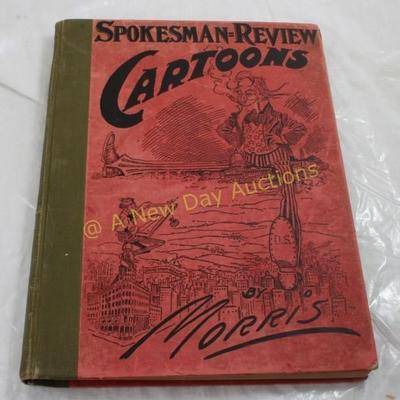 SPOKESMAN=REVIEW
CARTOONS
@ A New Day Auctions
U.S.
BY
MORRIS